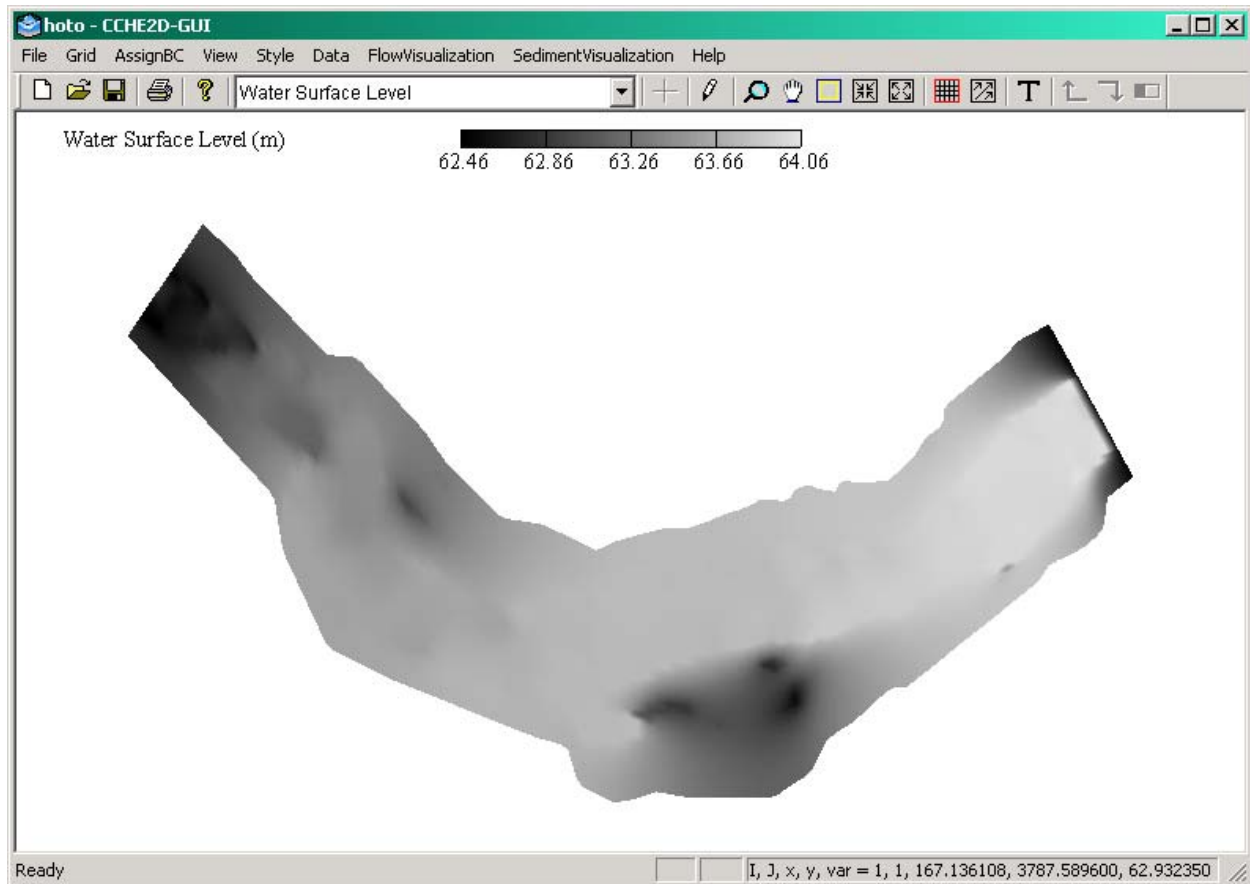 hoto - CCHE2D-GUI
File Grid AssignBC View Style Data FlowVisualization SedimentVisualization Help
Water Surface Level
Water Surface Level (m)
62.46 62.86 63.26 63.66 64.06
Ready I, J, x, y, var = 1, 1, 167.136108, 3787.589600, 62.932350